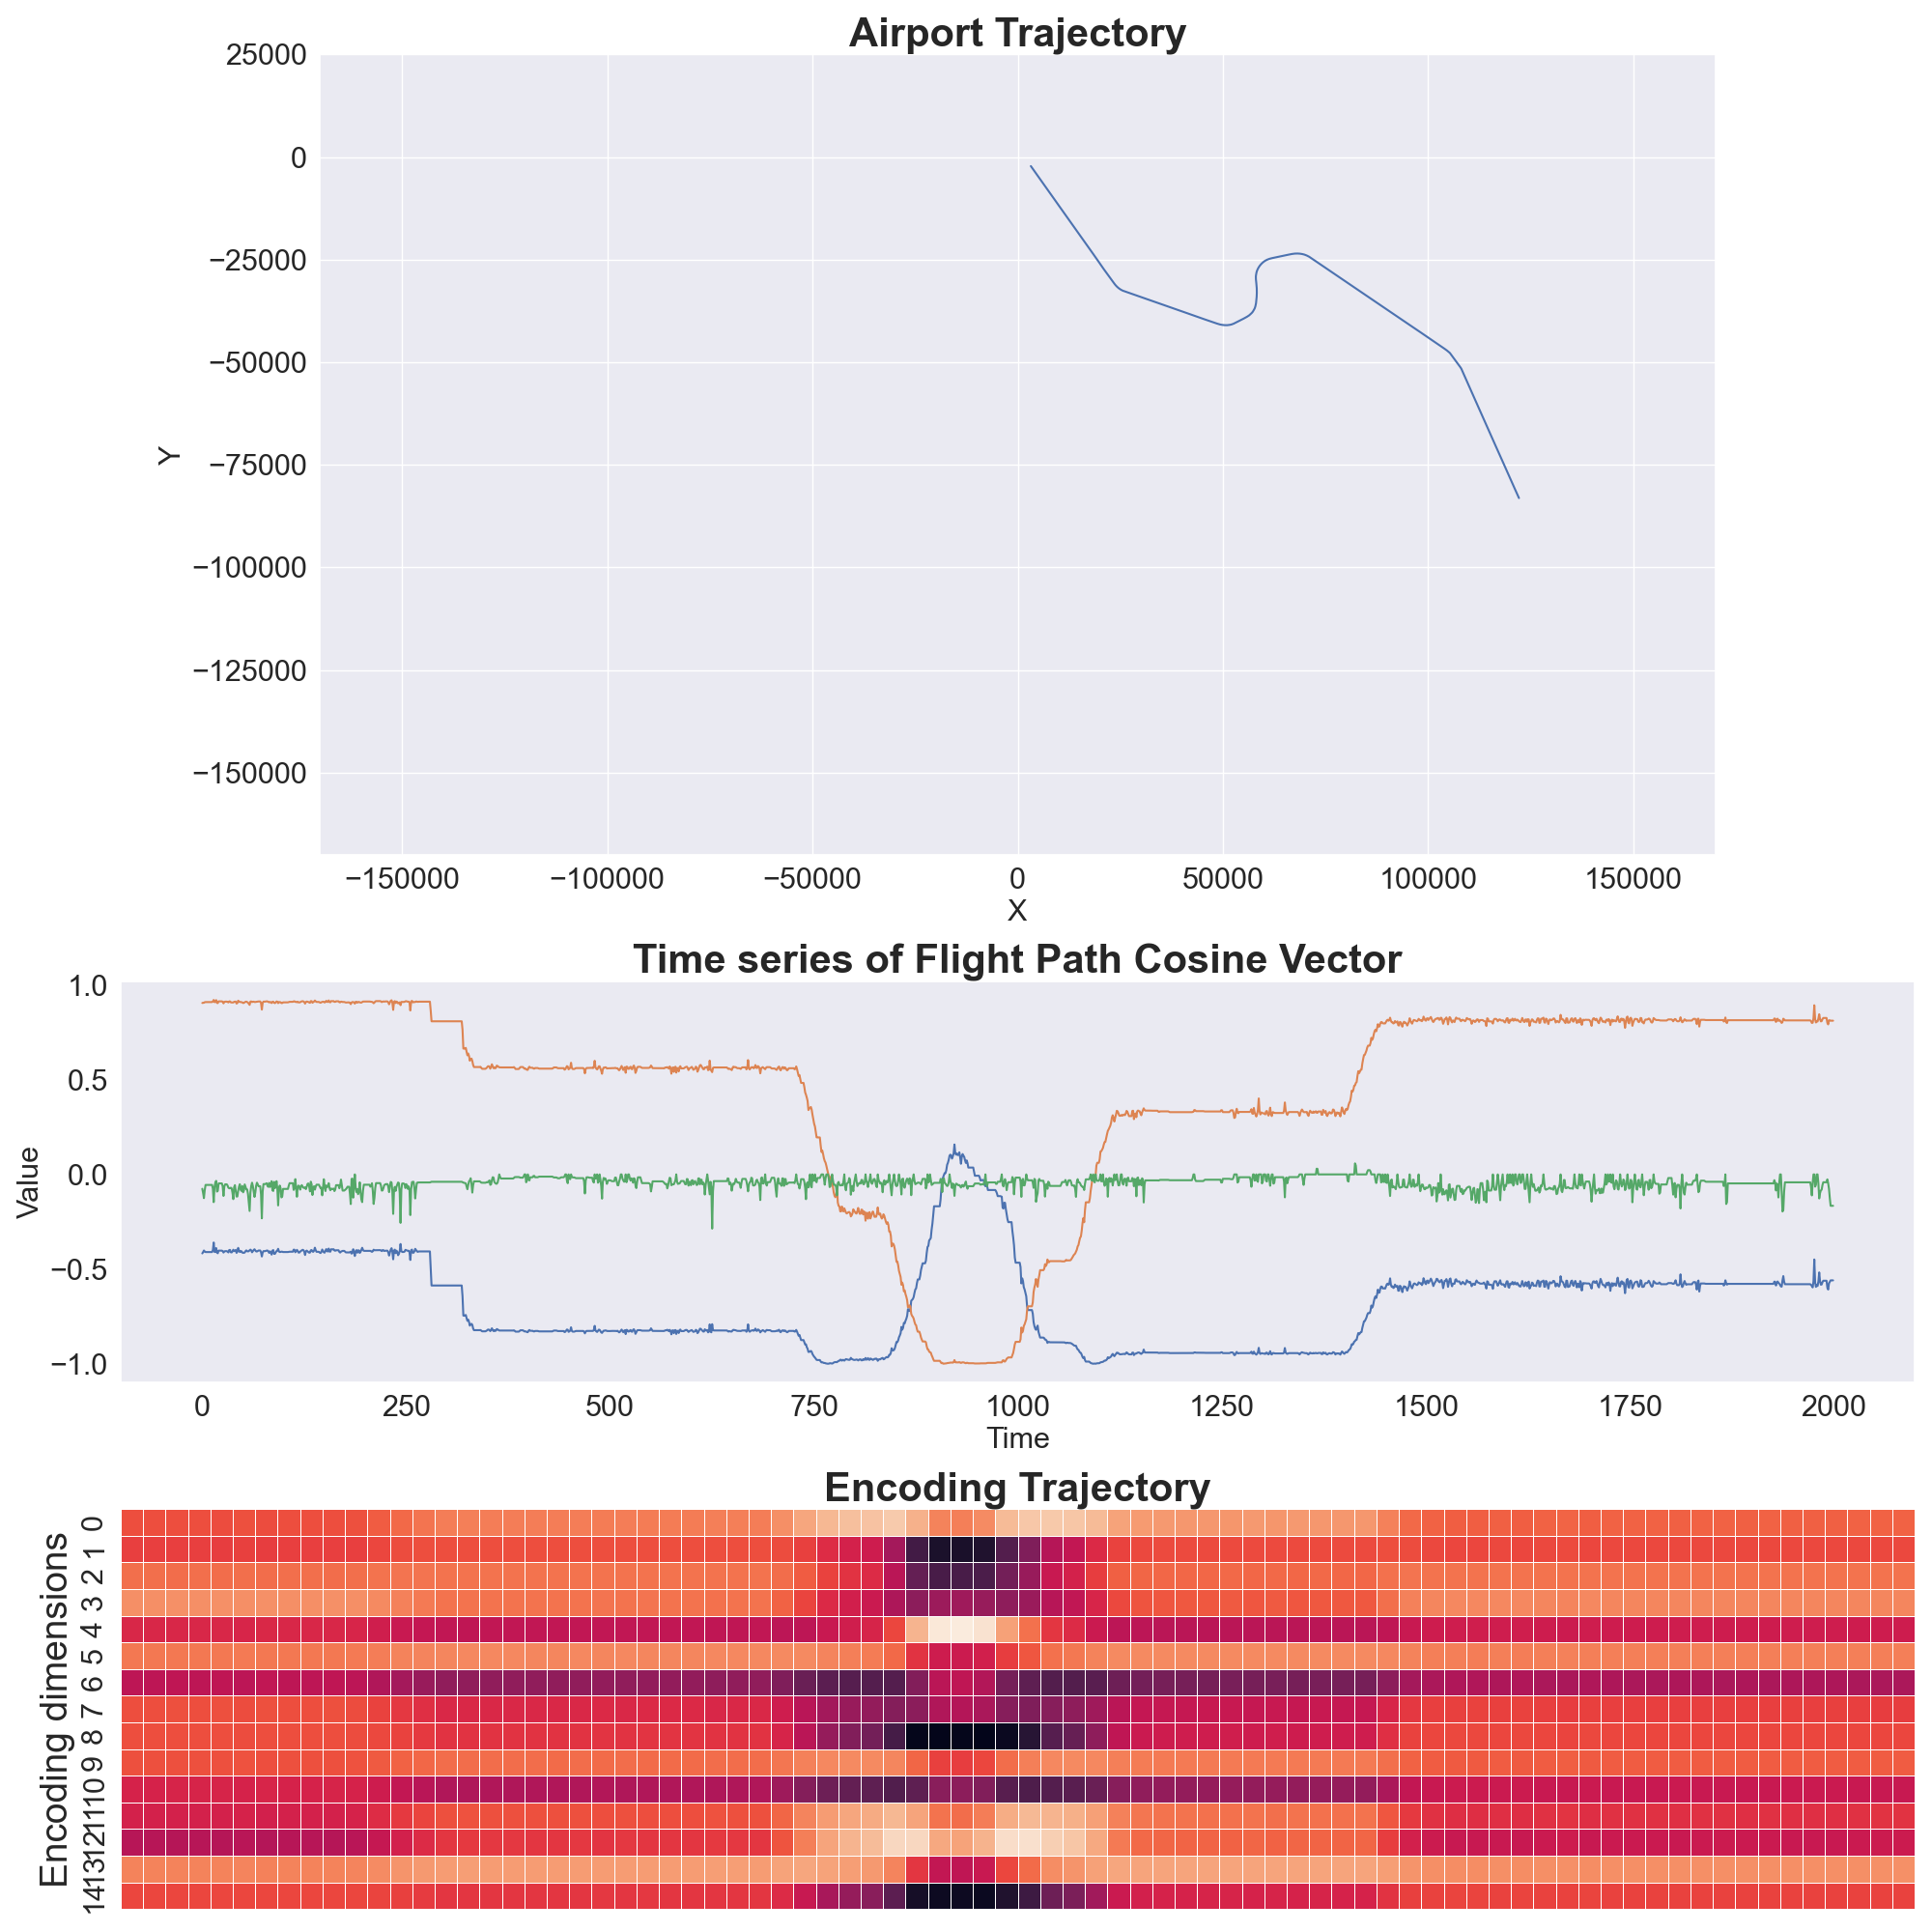 Airport Trajectory
25000
0
−25000
−50000
−75000
−100000
−125000
−150000
Y
−150000 −100000 −50000 0 50000 100000 150000
X
Time series of Flight Path Cosine Vector
1.0
0.5
0.0
−0.5
−1.0
Value
0 250 500 750 1000 1250 1500 1750 2000
Time
Encoding Trajectory
Encoding dimensions
0
1
2
3
4
5
6
7
8
9
10
11
12
13
14